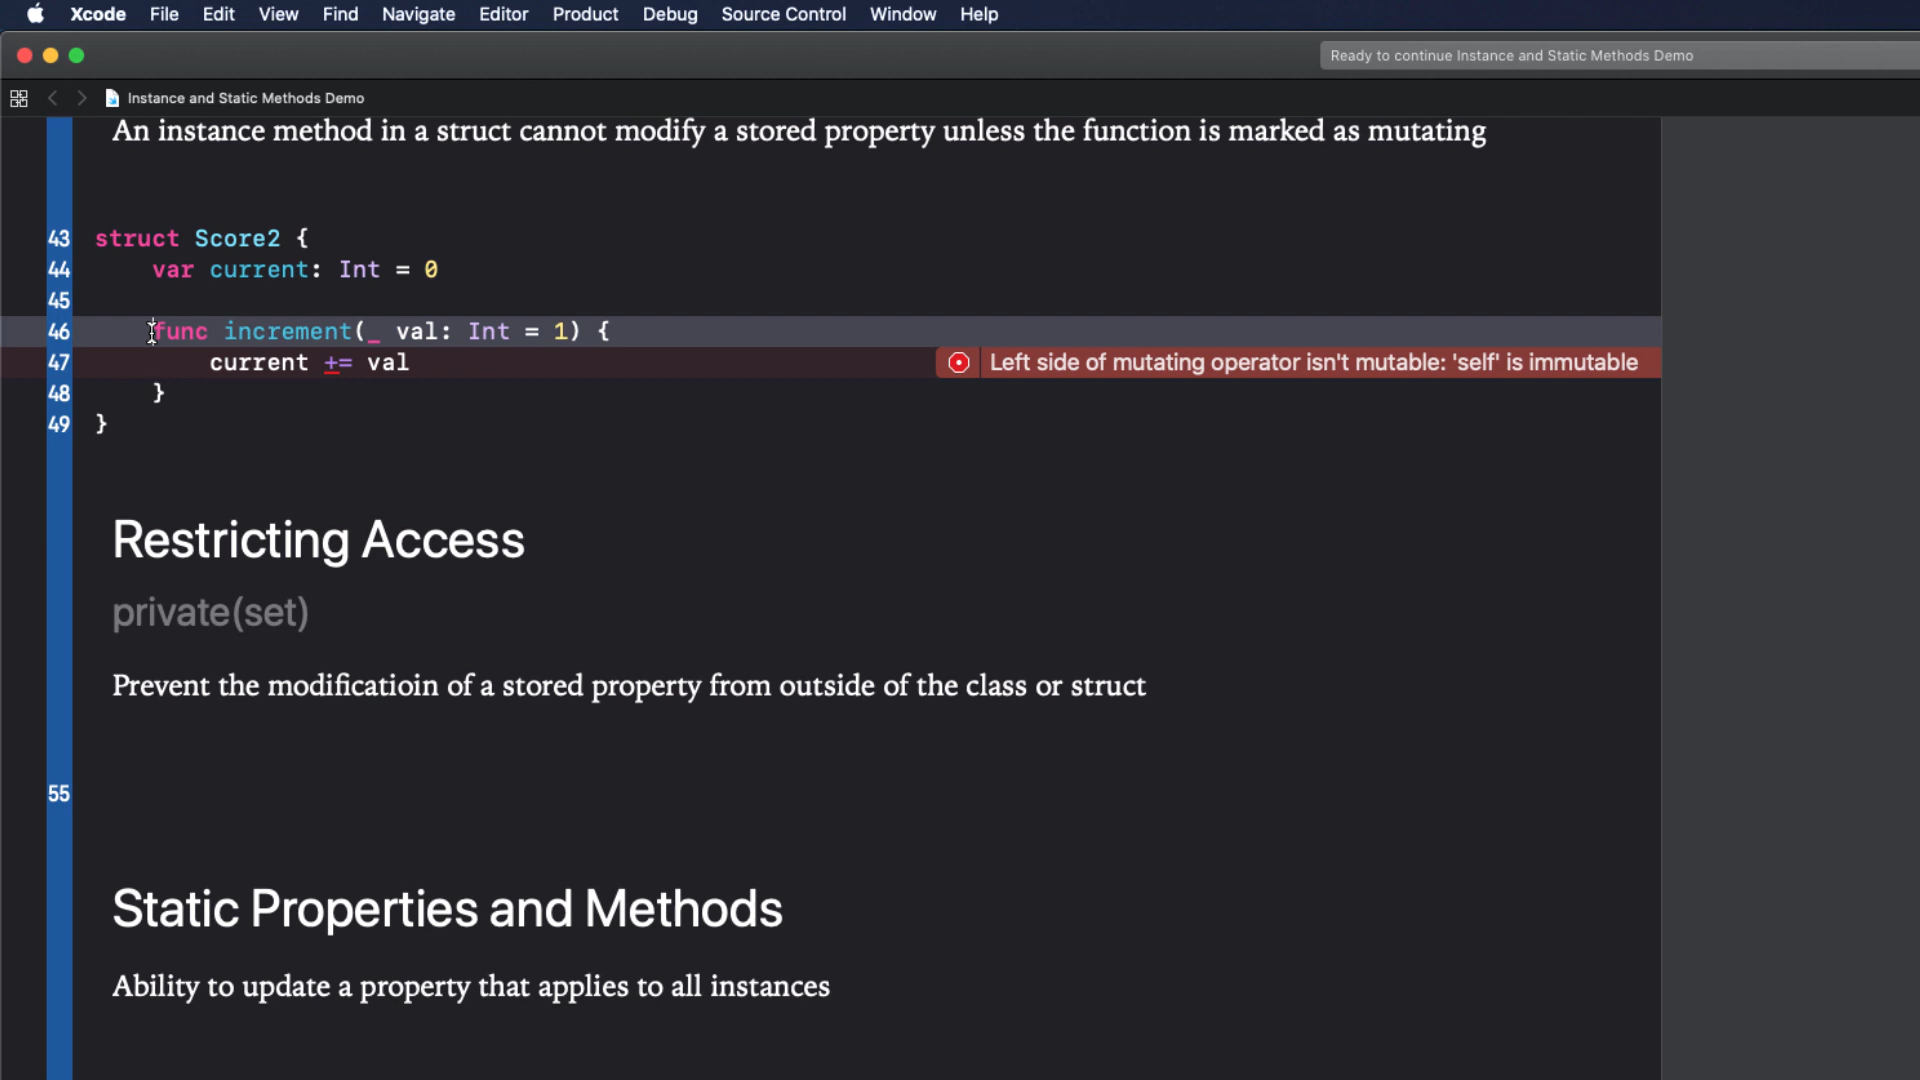 Xcode File Edit View Find Navigate Editor Product Debug Source Control Window Help
Ready to continue Instance and Static Methods Demo
Instance and Static Methods Demo
An instance method in a struct cannot modify a stored property unless the function is marked as mutating
43 struct Score2 {
44 var current: Int = 0
45
46 func increment(_ val: Int = 1) {
47 current += val Left side of mutating operator isn't mutable: 'self' is immutable
48 }
49 }
Restricting Access
private(set)
Prevent the modificatioin of a stored property from outside of the class or struct
55
Static Properties and Methods
Ability to update a property that applies to all instances